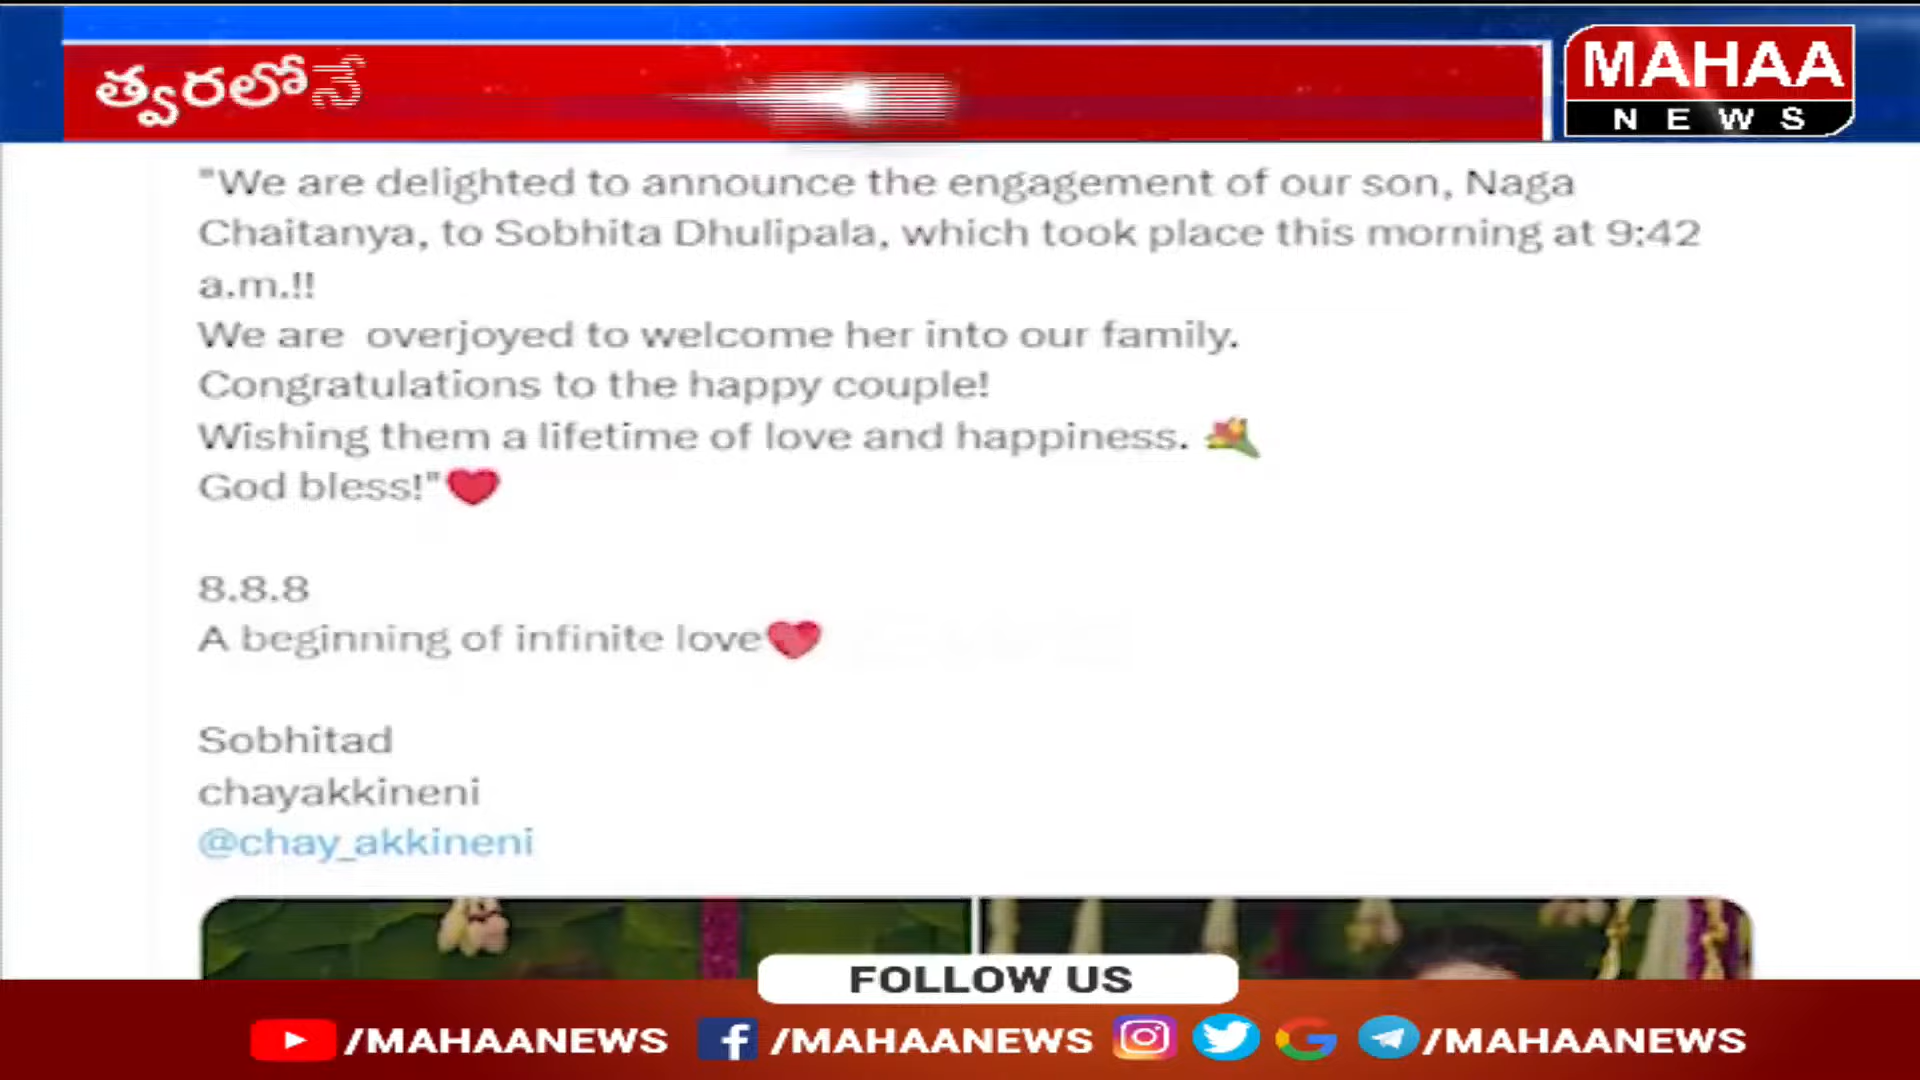 త్వరలోనే
MAHAA
NEWS
"We are delighted to announce the engagement of our son, Naga
Chaitanya, to Sobhita Dhulipala, which took place this morning at 9:42
a.m.!!
We are overjoyed to welcome her into our family.
Congratulations to the happy couple!
Wishing them a lifetime of love and happiness. 💐
God bless!"❤️
8.8.8
A beginning of infinite love❤️
Sobhitad
chayakkineni
@chay_akkineni
FOLLOW US
/MAHAANEWS /MAHAANEWS /MAHAANEWS